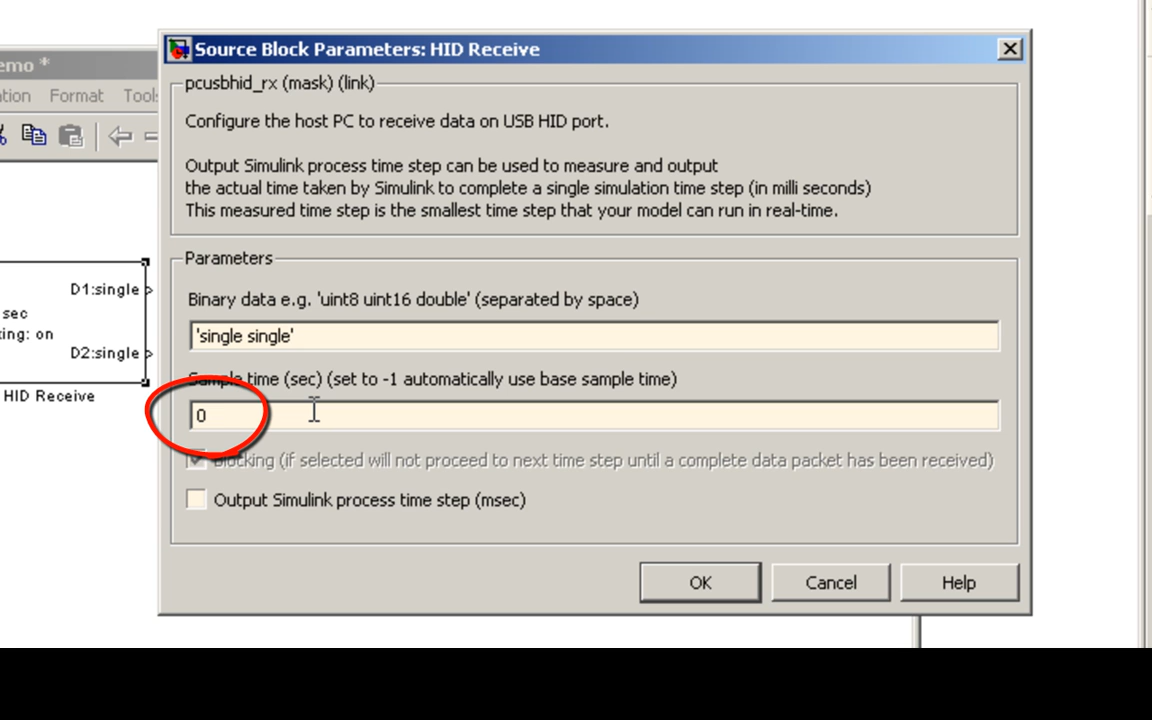 Source Block Parameters: HID Receive
emo *
ation Format Tools
pcusbhid_rx (mask) (link)
Configure the host PC to receive data on USB HID port.
Output Simulink process time step can be used to measure and output
the actual time taken by Simulink to complete a single simulation time step (in milli seconds)
This measured time step is the smallest time step that your model can run in real-time.
Parameters
D1:single
sec
ing: on
D2:single
HID Receive
Binary data e.g. 'uint8 uint16 double' (separated by space)
'single single'
Sample time (sec) (set to -1 automatically use base sample time)
0
Blocking (if selected will not proceed to next time step until a complete data packet has been received)
Output Simulink process time step (msec)
OK Cancel Help